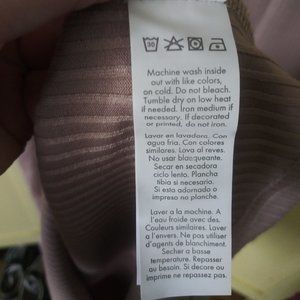 30
Machine wash inside
out with like colors,
on cold. Do not bleach.
Tumble dry on low heat
if needed. Iron medium if
necessary. If decorated
or printed, do not iron.
Lavar en lavadora. Con
agua fria. Con colores
similares. Lava al reves.
No usar blanqueante.
Secar en secadora
ciclo lento. Plancha
tibia si necesario.
Si esta adornado o
impreso no planche.
Laver a la machine. A
l'eau froide avec des
Couleurs similaires. Laver
a l'envers. Ne pas utiliser
d'agents de blanchiment.
Secher a basse
temperature. Repasser
au besoin. Si decore ou
imprime ne repassez pas.